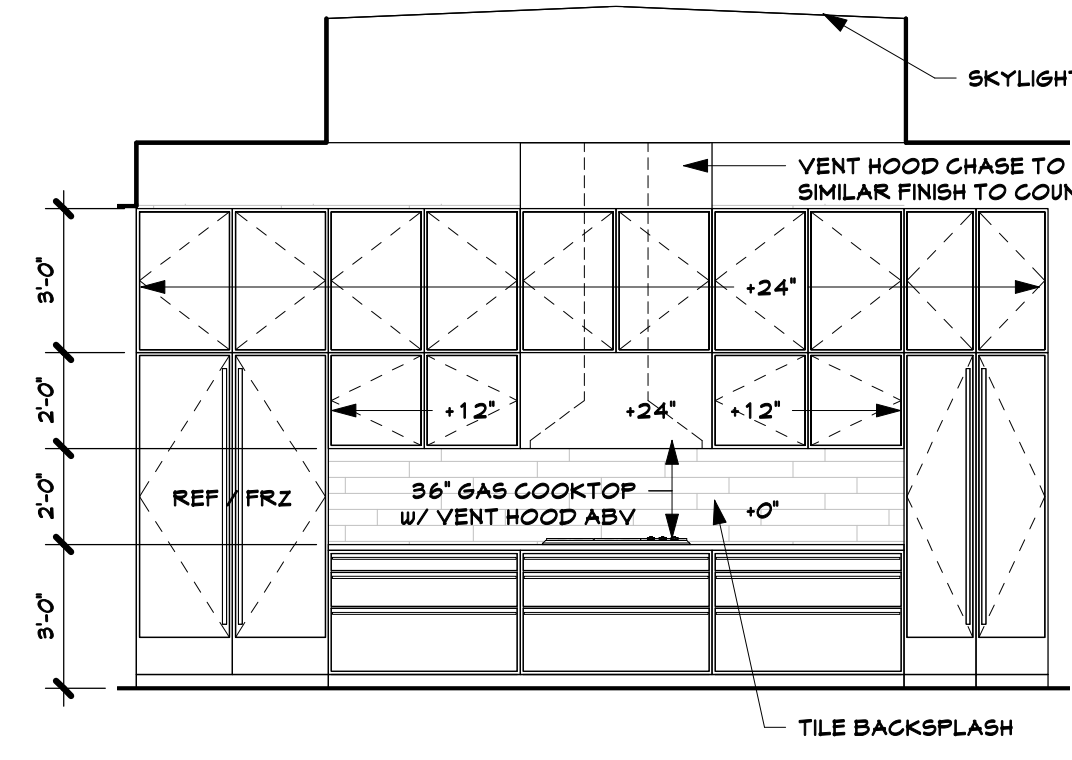 SKYLIGHT
VENT HOOD CHASE TO
SIMILAR FINISH TO
3'-0"
+24"
2'-0"
+12"
+24"
+12"
2'-0"
REF / FRZ
36" GAS COOKTOP
W/ VENT HOOD ABV
+0"
3'-0"
TILE BACKSPLASH